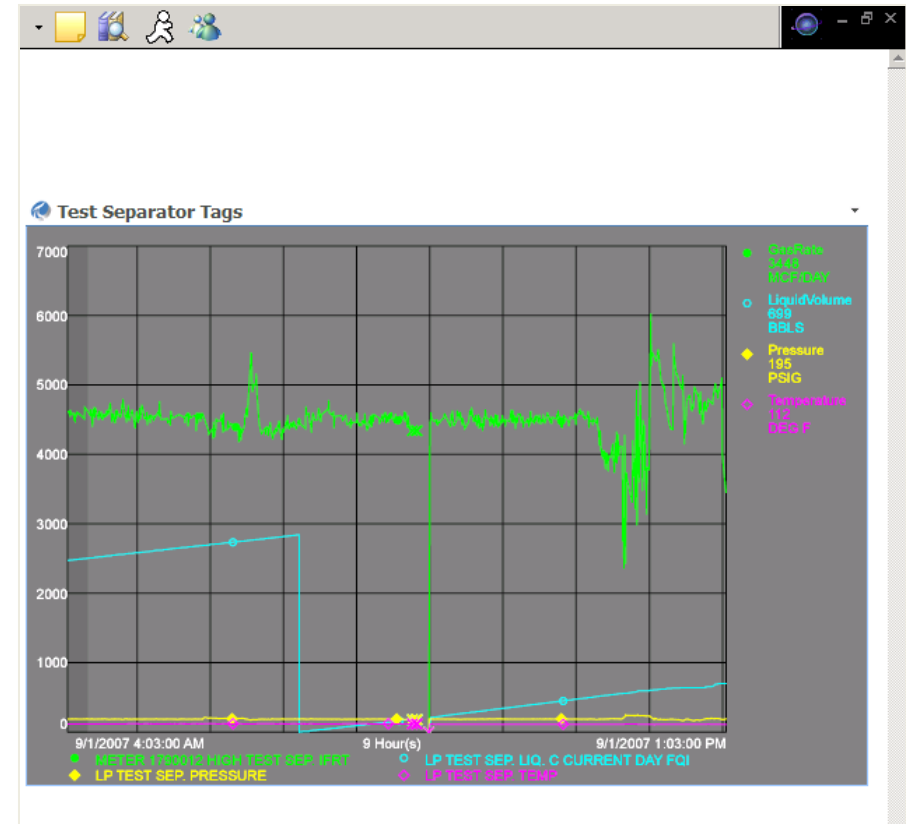 Test Separator Tags
7000
6000
5000
4000
3000
2000
1000
0
GasRate
3448
MCF/DAY
LiquidVolume
699
BBLS
Pressure
195
PSIG
Temperature
112
DEG F
9/1/2007 4:03:00 AM 9 Hour(s) 9/1/2007 1:03:00 PM
METER 1790012 HIGH TEST SEP. IFRT LP TEST SEP. LIQ. C CURRENT DAY FQI
LP TEST SEP. PRESSURE LP TEST SEP. TEMP